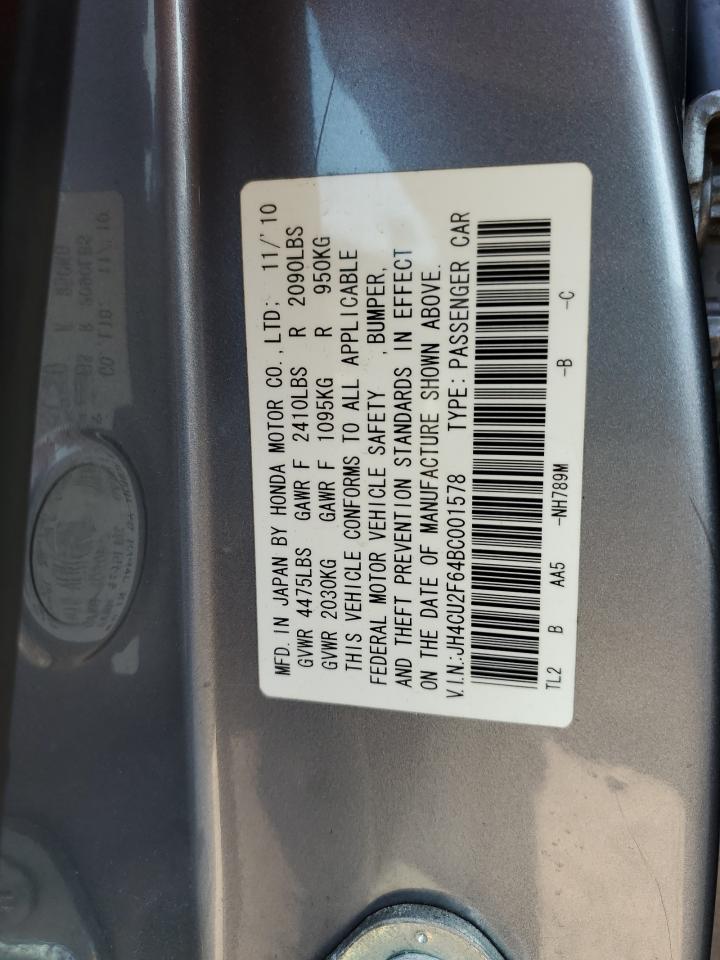 MFD. IN JAPAN BY HONDA MOTOR CO., LTD; 11/'10
GVWR 4475LBS GAWR F 2410LBS R 2090LBS
GVWR 2030KG GAWR F 1095KG R 950KG
THIS VEHICLE CONFORMS TO ALL APPLICABLE
FEDERAL MOTOR VEHICLE SAFETY , BUMPER,
AND THEFT PREVENTION STANDARDS IN EFFECT
ON THE DATE OF MANUFACTURE SHOWN ABOVE.
V.I.N.:JH4CU2F64BC001578 TYPE: PASSENGER CAR
TL2 B AA5 -NH789M -B -C